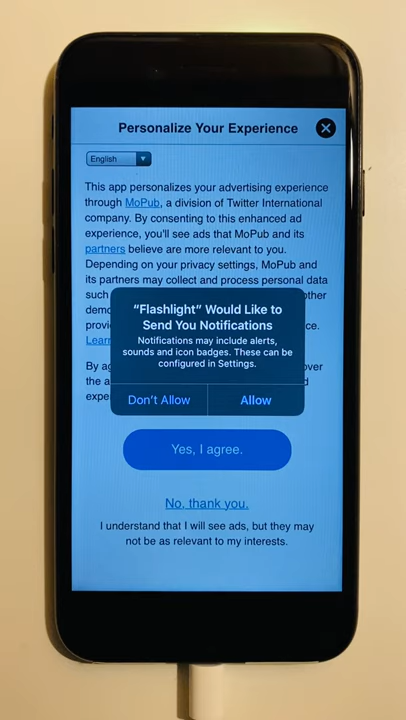 Personalize Your Experience
English
This app personalizes your advertising experience
through MoPub, a division of Twitter International
company. By consenting to this enhanced ad
experience, you'll see ads that MoPub and its
partners believe are more relevant to you.
Depending on your privacy settings, MoPub and
its partners may collect and process personal data
such other
demo
provi ce.
Learn
By ag over
the a d
expe
“Flashlight” Would Like to
Send You Notifications
Notifications may include alerts,
sounds and icon badges. These can be
configured in Settings.
Don't Allow
Allow
Yes, I agree.
No, thank you.
I understand that I will see ads, but they may
not be as relevant to my interests.